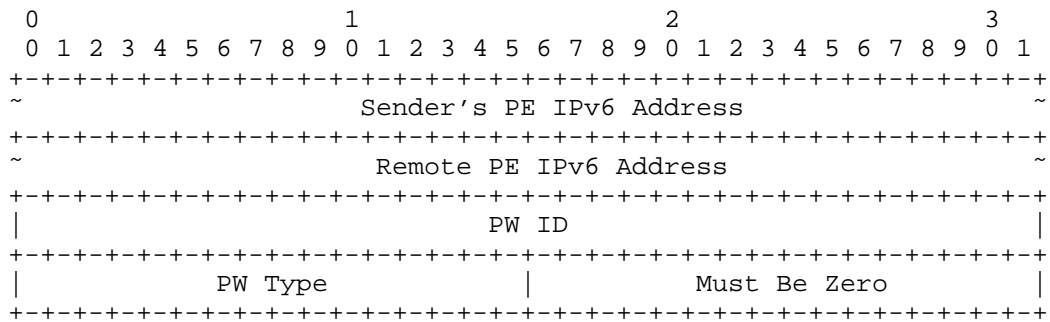 0                   1                   2                   3
 0 1 2 3 4 5 6 7 8 9 0 1 2 3 4 5 6 7 8 9 0 1 2 3 4 5 6 7 8 9 0 1
+-+-+-+-+-+-+-+-+-+-+-+-+-+-+-+-+-+-+-+-+-+-+-+-+-+-+-+-+-+-+-+-+
~                     Sender’s PE IPv6 Address                  ~
+-+-+-+-+-+-+-+-+-+-+-+-+-+-+-+-+-+-+-+-+-+-+-+-+-+-+-+-+-+-+-+-+
~                      Remote PE IPv6 Address                   ~
+-+-+-+-+-+-+-+-+-+-+-+-+-+-+-+-+-+-+-+-+-+-+-+-+-+-+-+-+-+-+-+-+
|                             PW ID                             |
+-+-+-+-+-+-+-+-+-+-+-+-+-+-+-+-+-+-+-+-+-+-+-+-+-+-+-+-+-+-+-+-+
|            PW Type            |          Must Be Zero         |
+-+-+-+-+-+-+-+-+-+-+-+-+-+-+-+-+-+-+-+-+-+-+-+-+-+-+-+-+-+-+-+-+